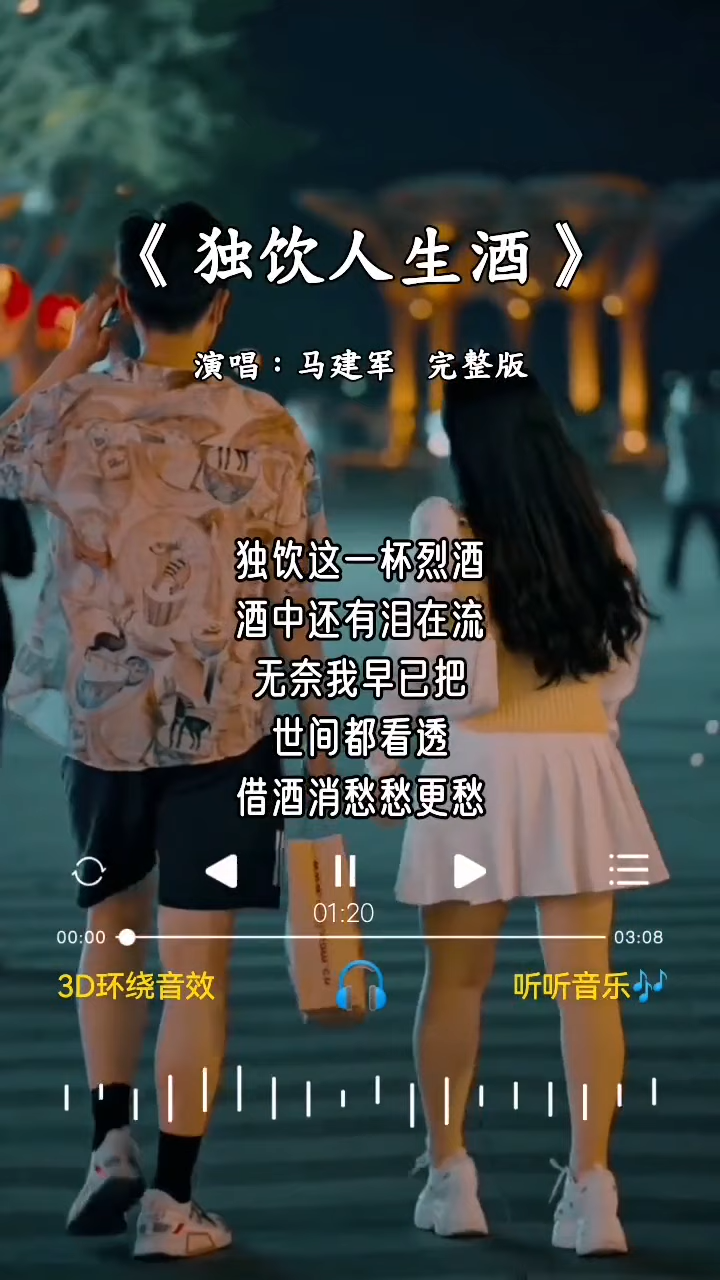 《独饮人生酒》
演唱：马建军 完整版
独饮这一杯烈酒
酒中还有泪在流
无奈我早已把
世间都看透
借酒消愁愁更愁
01:20
00:00 03:08
3D环绕音效 听听音乐